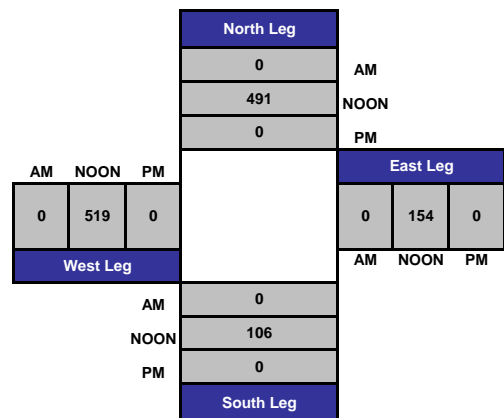 North Leg
0 AM
491 NOON
0 PM
AM NOON PM East Leg
0 519 0 0 154 0
West Leg AM NOON PM
AM 0
NOON 106
PM 0
South Leg